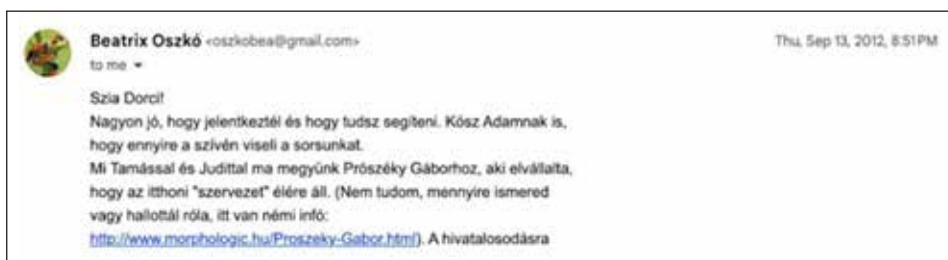 Beatrix Oszkó <oszkobea@gmail.com>
Thu, Sep 13, 2012, 8:51 PM
to me
Szia Dorci!
Nagyon jó, hogy jelentkeztél és hogy tudsz segíteni. Kösz Adamnak is,
hogy ennyire a szívén viseli a sorsunkat.
Mi Tamással és Judittal ma megyünk Prószéky Gáborhoz, aki elvállalta,
hogy az itthoni "szervezet" élére áll. (Nem tudom, mennyire ismered
vagy hallottál róla, itt van némi infó:
http://www.morphologic.hu/Proszeky-Gabor.html). A hivatalosodásra